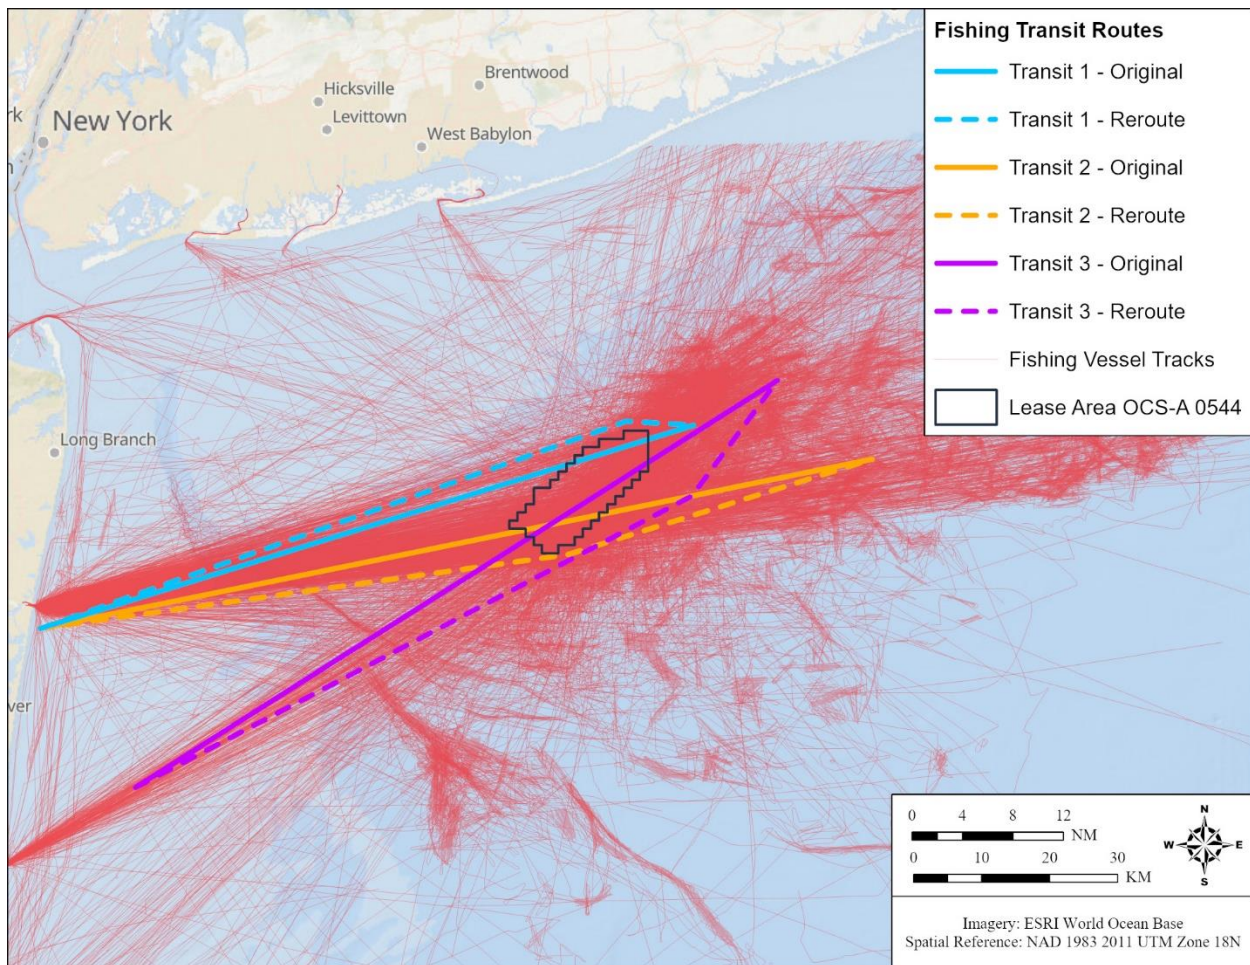 Fishing Transit Routes
Transit 1 - Original
Transit 1 - Reroute
Transit 2 - Original
Transit 2 - Reroute
Transit 3 - Original
Transit 3 - Reroute
Fishing Vessel Tracks
Lease Area OCS-A 0544
Brentwood
Hicksville
Levittown
rk
New York
West Babylon
n
Long Branch
ver
0 4 8 12
NM
0 10 20 30
KM
N
W E
S
Imagery: ESRI World Ocean Base
Spatial Reference: NAD 1983 2011 UTM Zone 18N